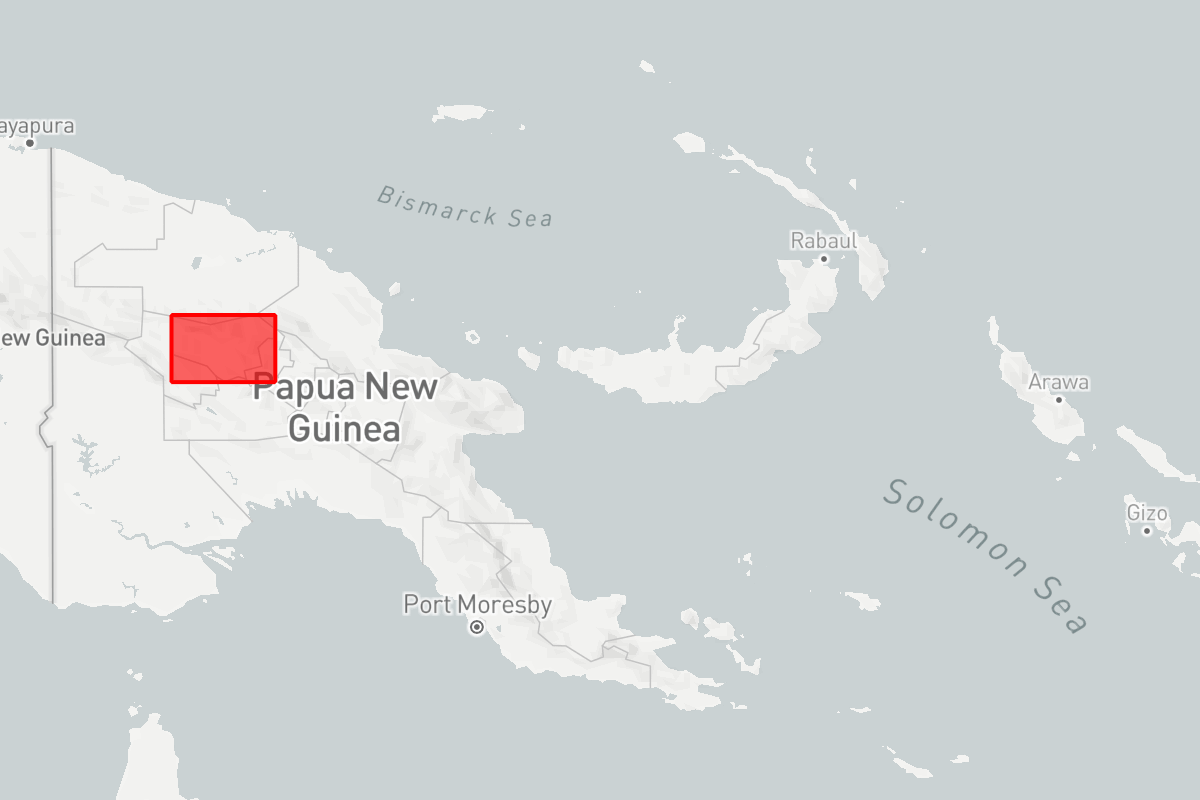 ayapura
Bismarck Sea
Rabaul
ew Guinea
Papua New
Guinea
Arawa
Solomon Sea
Gizo
Port Moresby